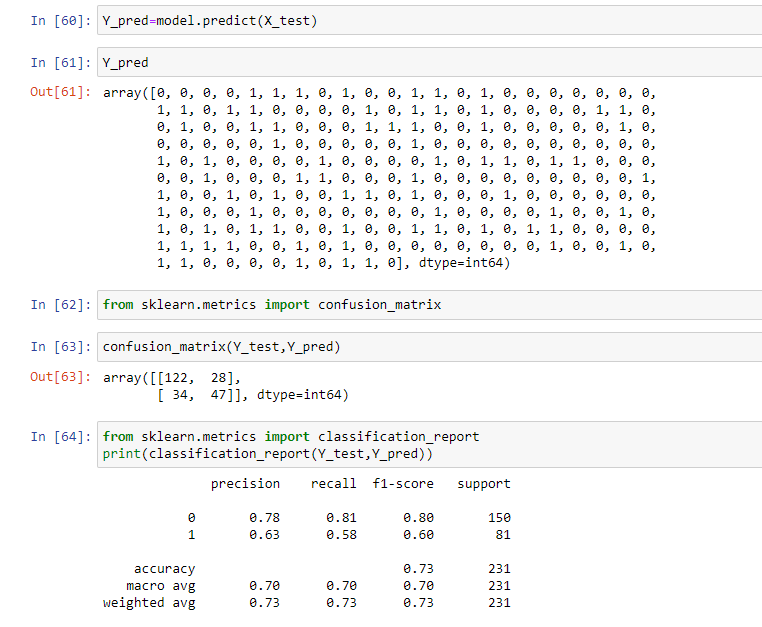 In [60]: Y_pred=model.predict(X_test)
In [61]: Y_pred
Out[61]: array([0, 0, 0, 0, 1, 1, 1, 0, 1, 0, 0, 1, 1, 0, 1, 0, 0, 0, 0, 0, 0, 0,
1, 1, 0, 1, 1, 0, 0, 0, 0, 1, 0, 1, 1, 0, 1, 0, 0, 0, 0, 1, 1, 0,
0, 1, 0, 0, 1, 1, 0, 0, 0, 1, 1, 1, 0, 0, 1, 0, 0, 0, 0, 0, 1, 0,
0, 0, 0, 0, 0, 1, 0, 0, 0, 0, 0, 1, 0, 0, 0, 0, 0, 0, 0, 0, 0, 0,
1, 0, 1, 0, 0, 0, 0, 1, 0, 0, 0, 0, 1, 0, 1, 1, 0, 1, 1, 0, 0, 0,
0, 0, 1, 0, 0, 0, 1, 1, 0, 0, 0, 1, 0, 0, 0, 0, 0, 0, 0, 0, 0, 1,
1, 0, 0, 1, 0, 1, 0, 0, 1, 1, 0, 1, 0, 0, 0, 1, 0, 0, 0, 0, 0, 0,
1, 0, 0, 0, 1, 0, 0, 0, 0, 0, 0, 0, 1, 0, 0, 0, 0, 1, 0, 0, 1, 0,
1, 0, 1, 0, 1, 1, 0, 0, 1, 0, 0, 1, 1, 0, 1, 0, 1, 1, 0, 0, 0, 0,
1, 1, 1, 1, 0, 0, 1, 0, 1, 0, 0, 0, 0, 0, 0, 0, 0, 1, 0, 0, 1, 0,
1, 1, 0, 0, 0, 0, 1, 0, 1, 1, 0], dtype=int64)
In [62]: from sklearn.metrics import confusion_matrix
In [63]: confusion_matrix(Y_test,Y_pred)
Out[63]: array([[122, 28],
[ 34, 47]], dtype=int64)
In [64]: from sklearn.metrics import classification_report
print(classification_report(Y_test,Y_pred))
precision recall f1-score support
0 0.78 0.81 0.80 150
1 0.63 0.58 0.60 81
accuracy 0.73 231
macro avg 0.70 0.70 0.70 231
weighted avg 0.73 0.73 0.73 231